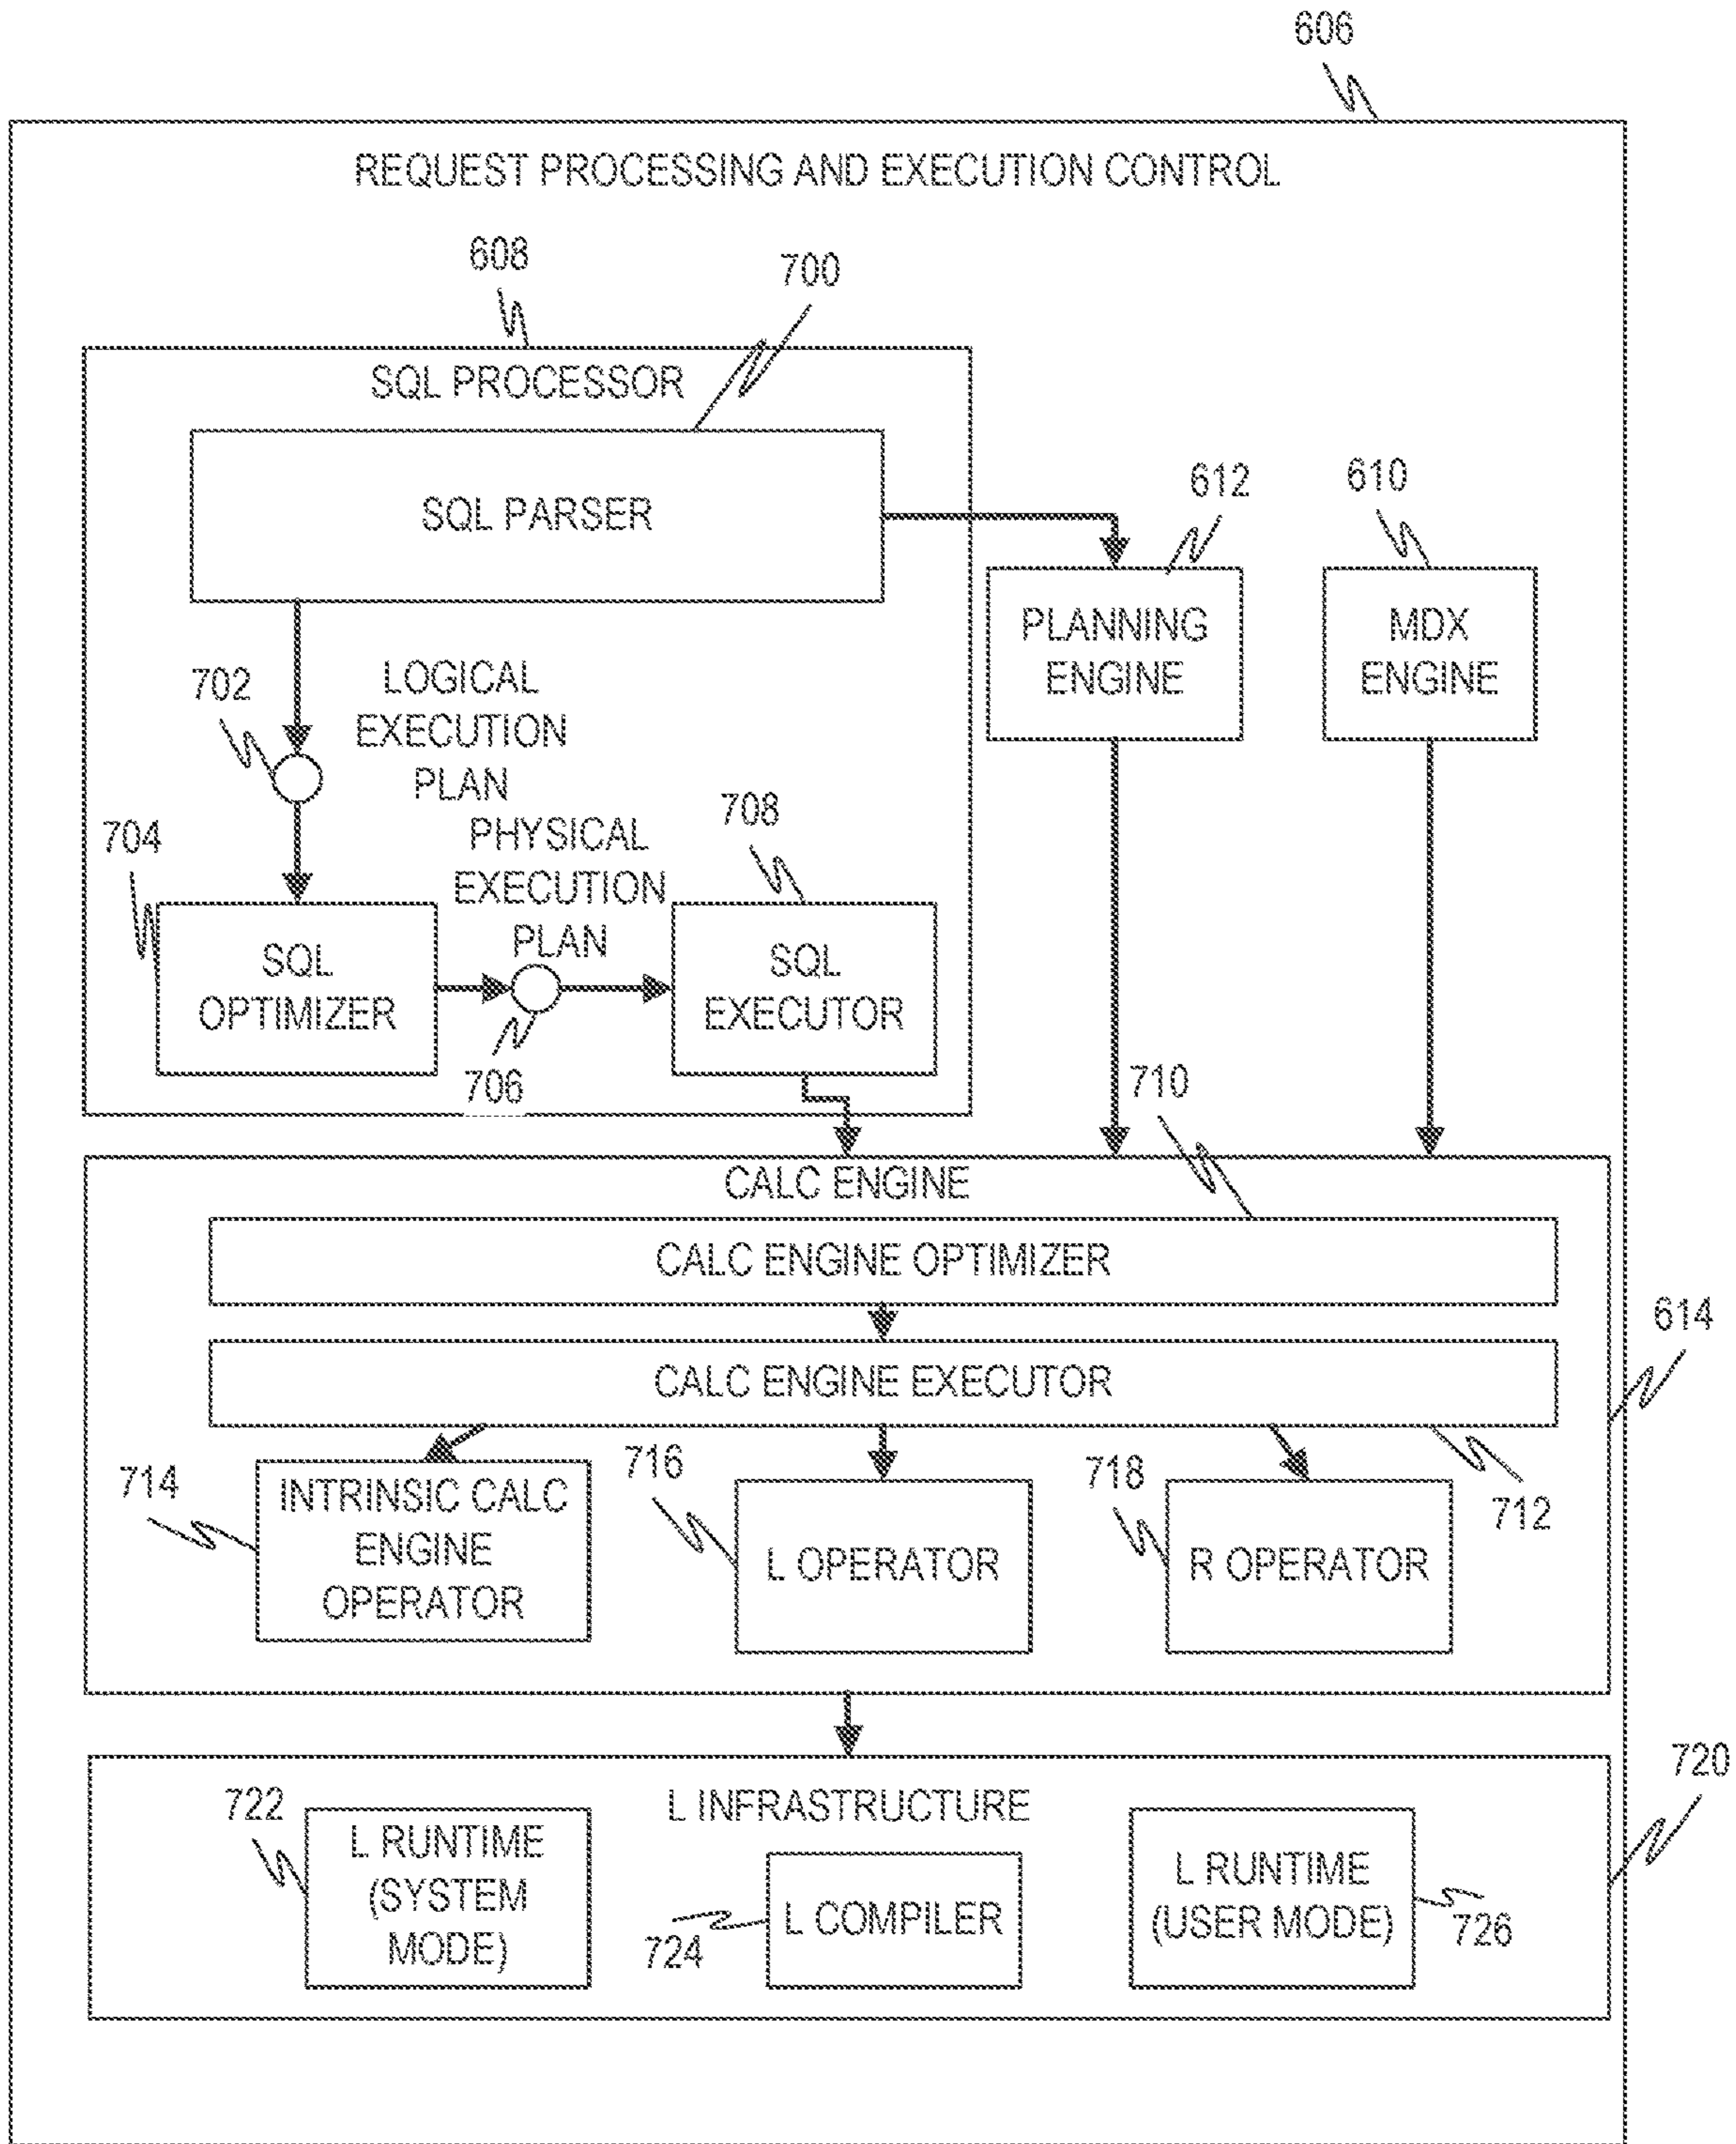 606
REQUEST PROCESSING AND EXECUTION CONTROL
608
700
SQL PROCESSOR
SQL PARSER
612
610
PLANNING
ENGINE
MDX
ENGINE
702
LOGICAL
EXECUTION
PLAN
704
PHYSICAL
EXECUTION
PLAN
708
SQL
OPTIMIZER
SQL
EXECUTOR
706
710
CALC ENGINE
CALC ENGINE OPTIMIZER
614
CALC ENGINE EXECUTOR
714
INTRINSIC CALC
ENGINE
OPERATOR
716
L OPERATOR
718
R OPERATOR
712
720
L INFRASTRUCTURE
722
L RUNTIME
(SYSTEM
MODE)
724
L COMPILER
L RUNTIME
(USER MODE)
726